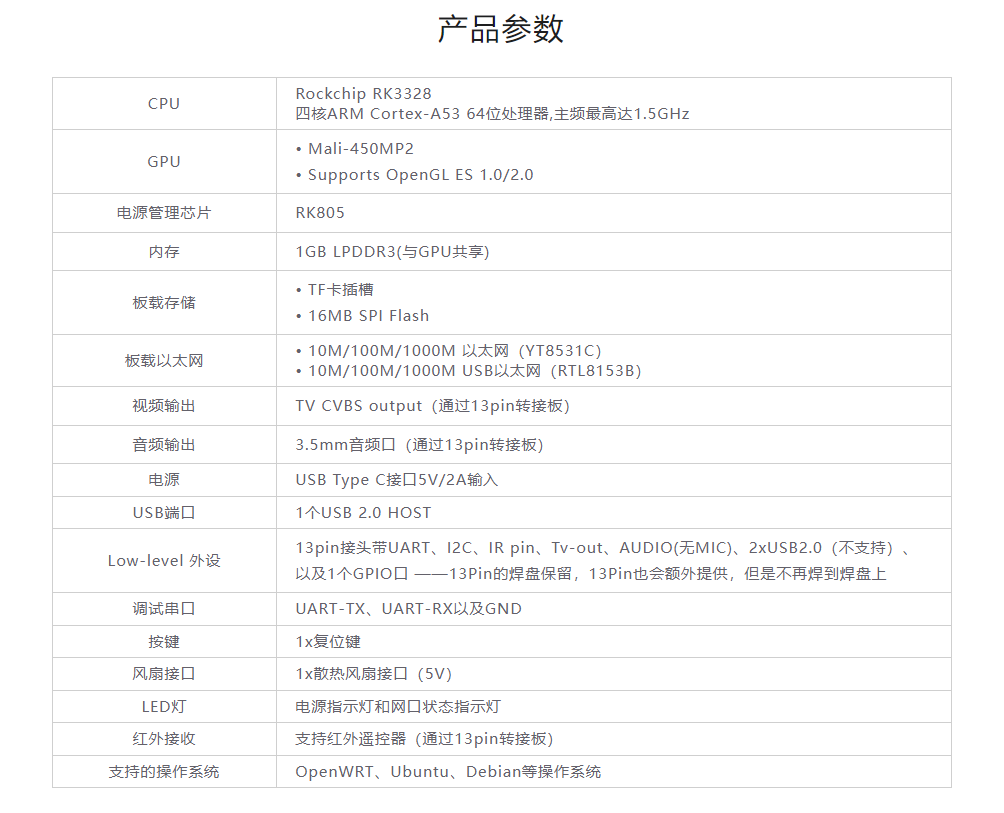 产品参数
CPU
Rockchip RK3328
四核ARM Cortex-A53 64位处理器,主频最高达1.5GHz
GPU
• Mali-450MP2
• Supports OpenGL ES 1.0/2.0
电源管理芯片
RK805
内存
1GB LPDDR3(与GPU共享)
板载存储
• TF卡插槽
• 16MB SPI Flash
板载以太网
• 10M/100M/1000M 以太网（YT8531C）
• 10M/100M/1000M USB以太网（RTL8153B）
视频输出
TV CVBS output（通过13pin转接板）
音频输出
3.5mm音频口（通过13pin转接板）
电源
USB Type C接口5V/2A输入
USB端口
1个USB 2.0 HOST
Low-level 外设
13pin接头带UART、I2C、IR pin、Tv-out、AUDIO(无MIC)、2xUSB2.0（不支持）、
以及1个GPIO口 ——13Pin的焊盘保留，13Pin也会额外提供，但是不再焊到焊盘上
调试串口
UART-TX、UART-RX以及GND
按键
1x复位键
风扇接口
1x散热风扇接口（5V）
LED灯
电源指示灯和网口状态指示灯
红外接收
支持红外遥控器（通过13pin转接板）
支持的操作系统
OpenWRT、Ubuntu、Debian等操作系统